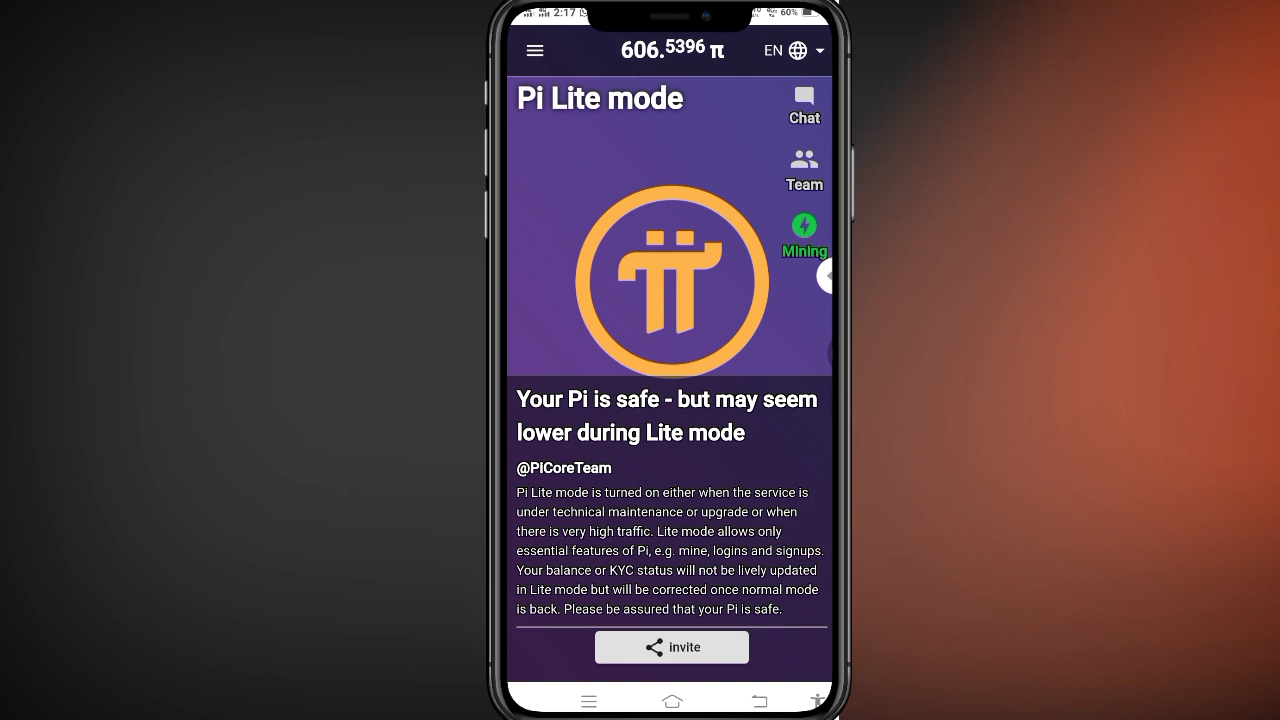 2:17 60%
606.5396 π EN
Pi Lite mode
Chat
Team
Mining
Your Pi is safe - but may seem
lower during Lite mode
@PiCoreTeam
Pi Lite mode is turned on either when the service is
under technical maintenance or upgrade or when
there is very high traffic. Lite mode allows only
essential features of Pi, e.g. mine, logins and signups.
Your balance or KYC status will not be lively updated
in Lite mode but will be corrected once normal mode
is back. Please be assured that your Pi is safe.
invite